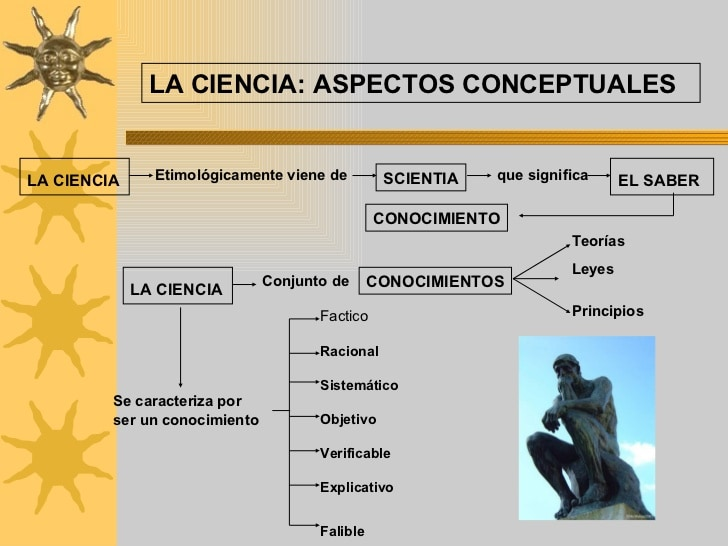 LA CIENCIA: ASPECTOS CONCEPTUALES
LA CIENCIA
Etimológicamente viene de
SCIENTIA
que significa
EL SABER
CONOCIMIENTO
LA CIENCIA
Conjunto de
CONOCIMIENTOS
Teorías
Leyes
Principios
Se caracteriza por
ser un conocimiento
Factico
Racional
Sistemático
Objetivo
Verificable
Explicativo
Falible